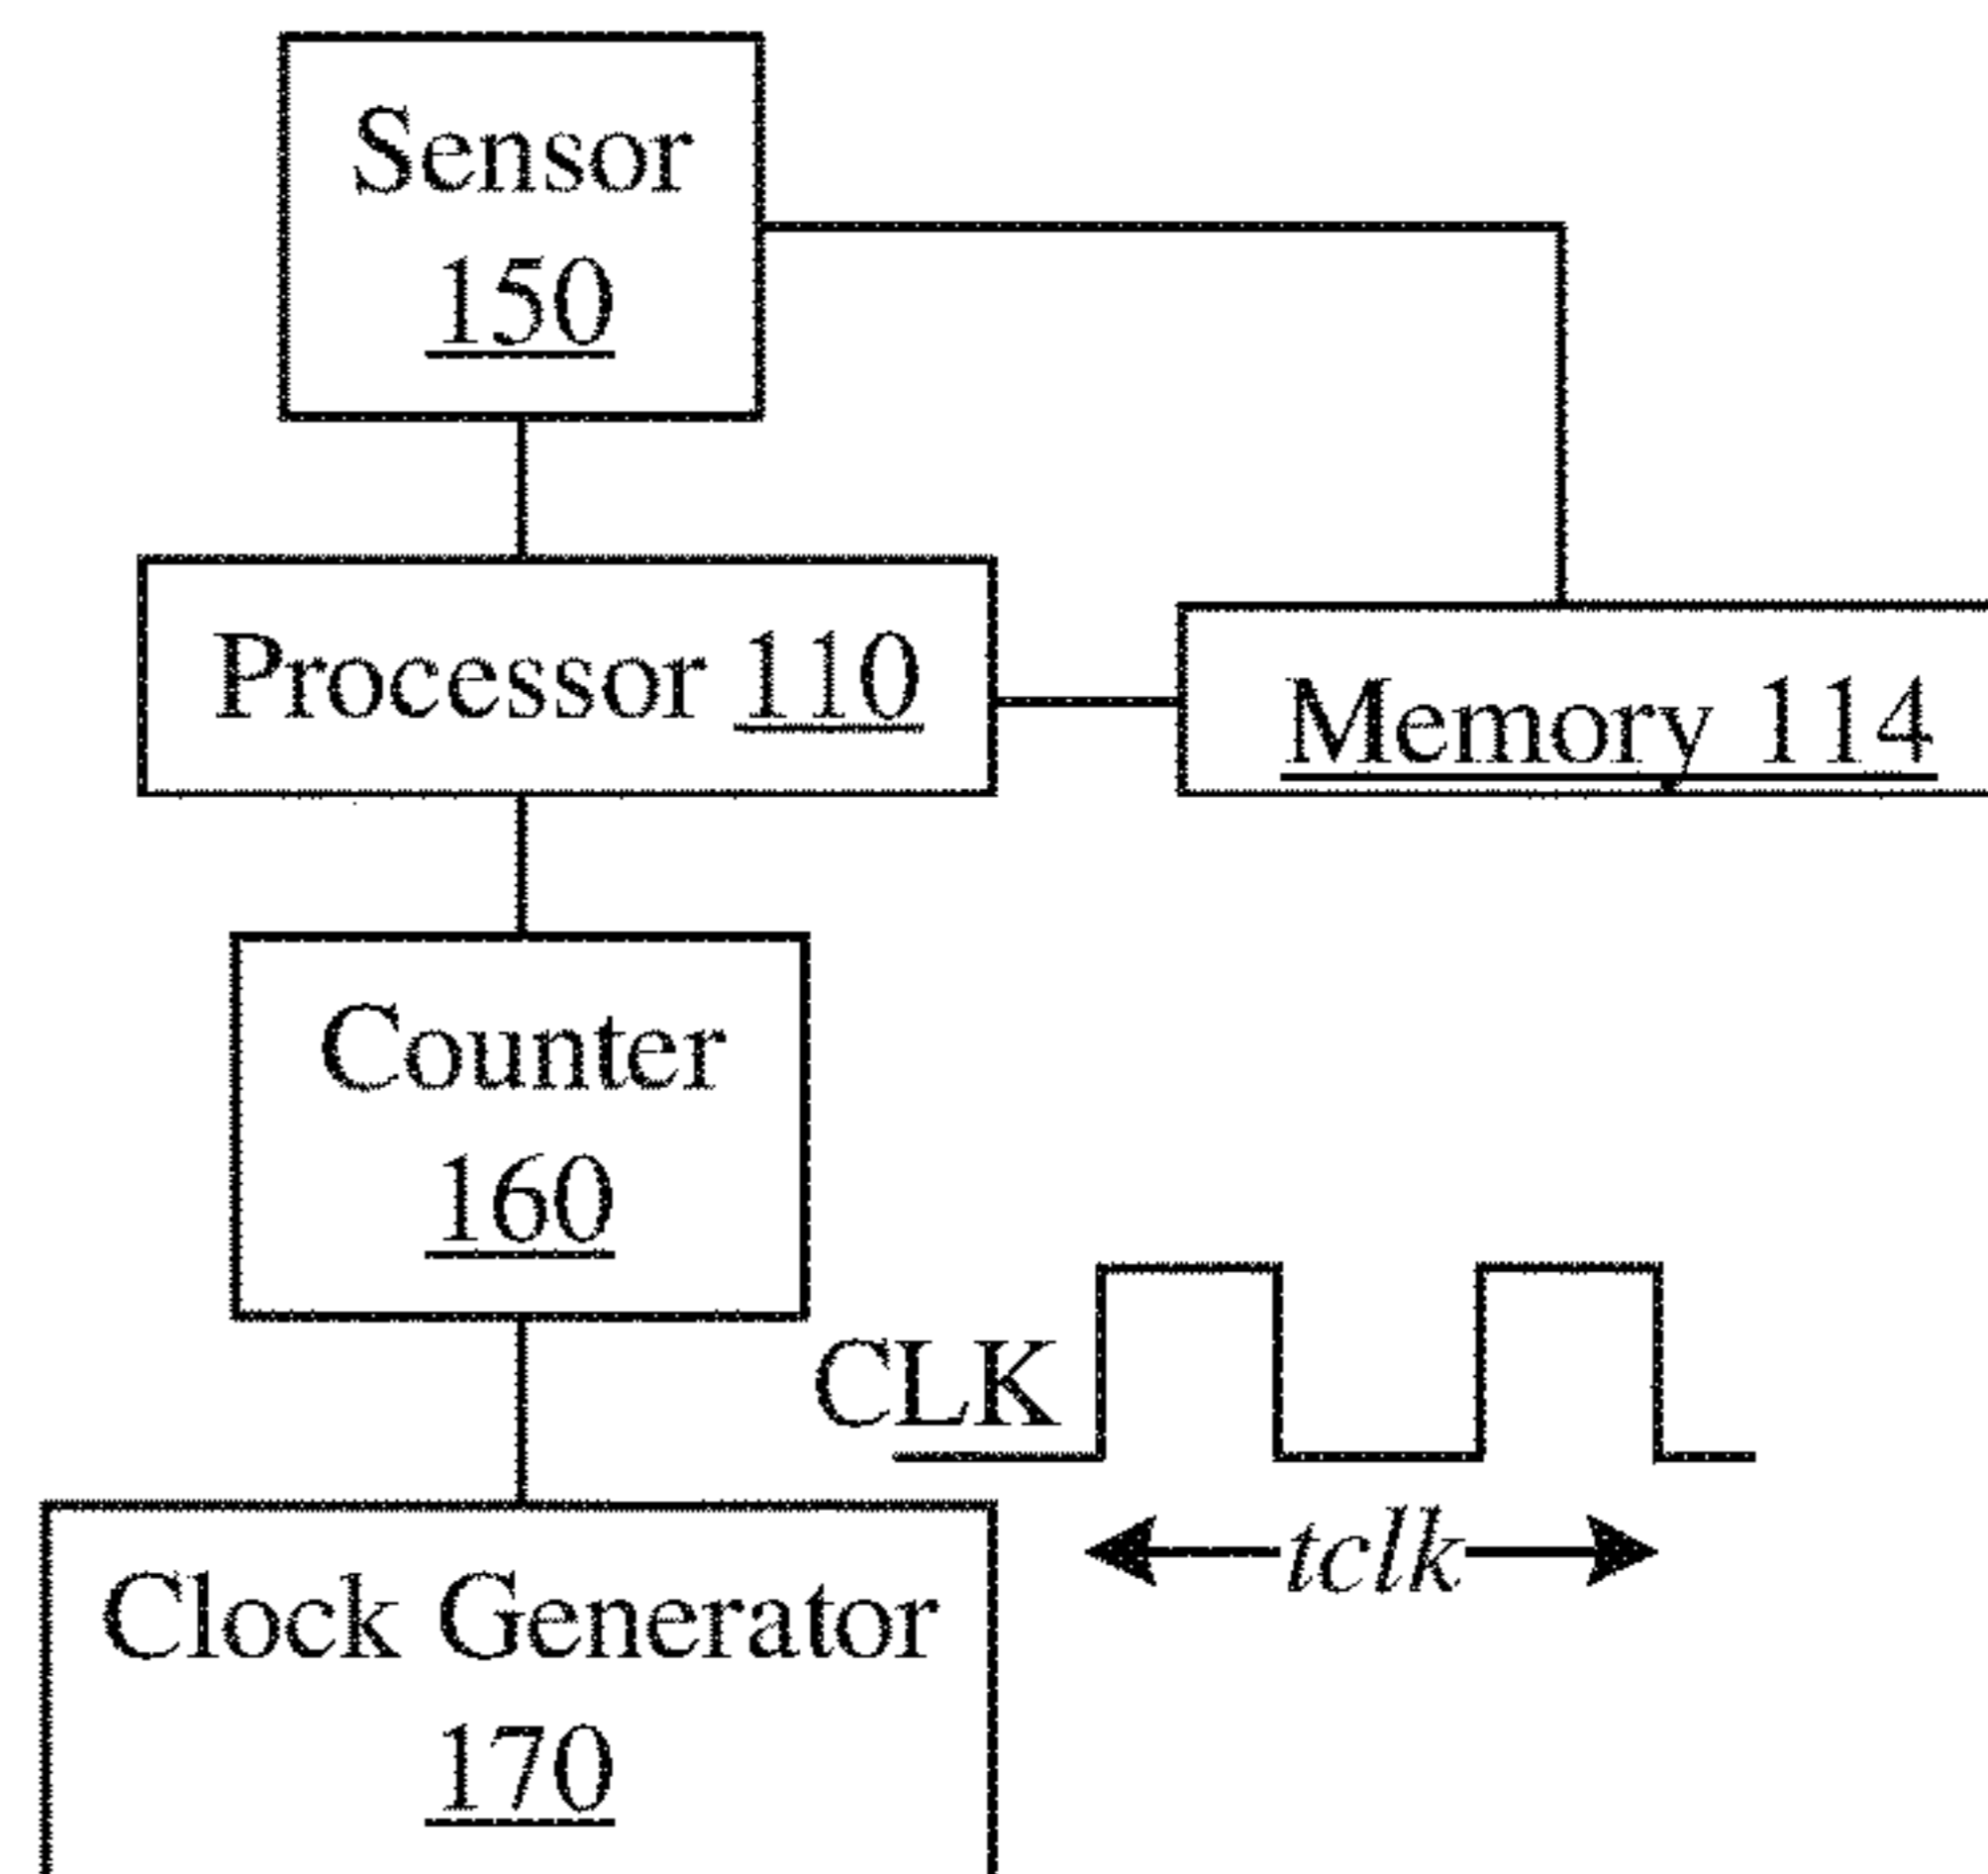 Sensor
150
Processor 110
Memory 114
Counter
160
CLK
tclk
Clock Generator
170